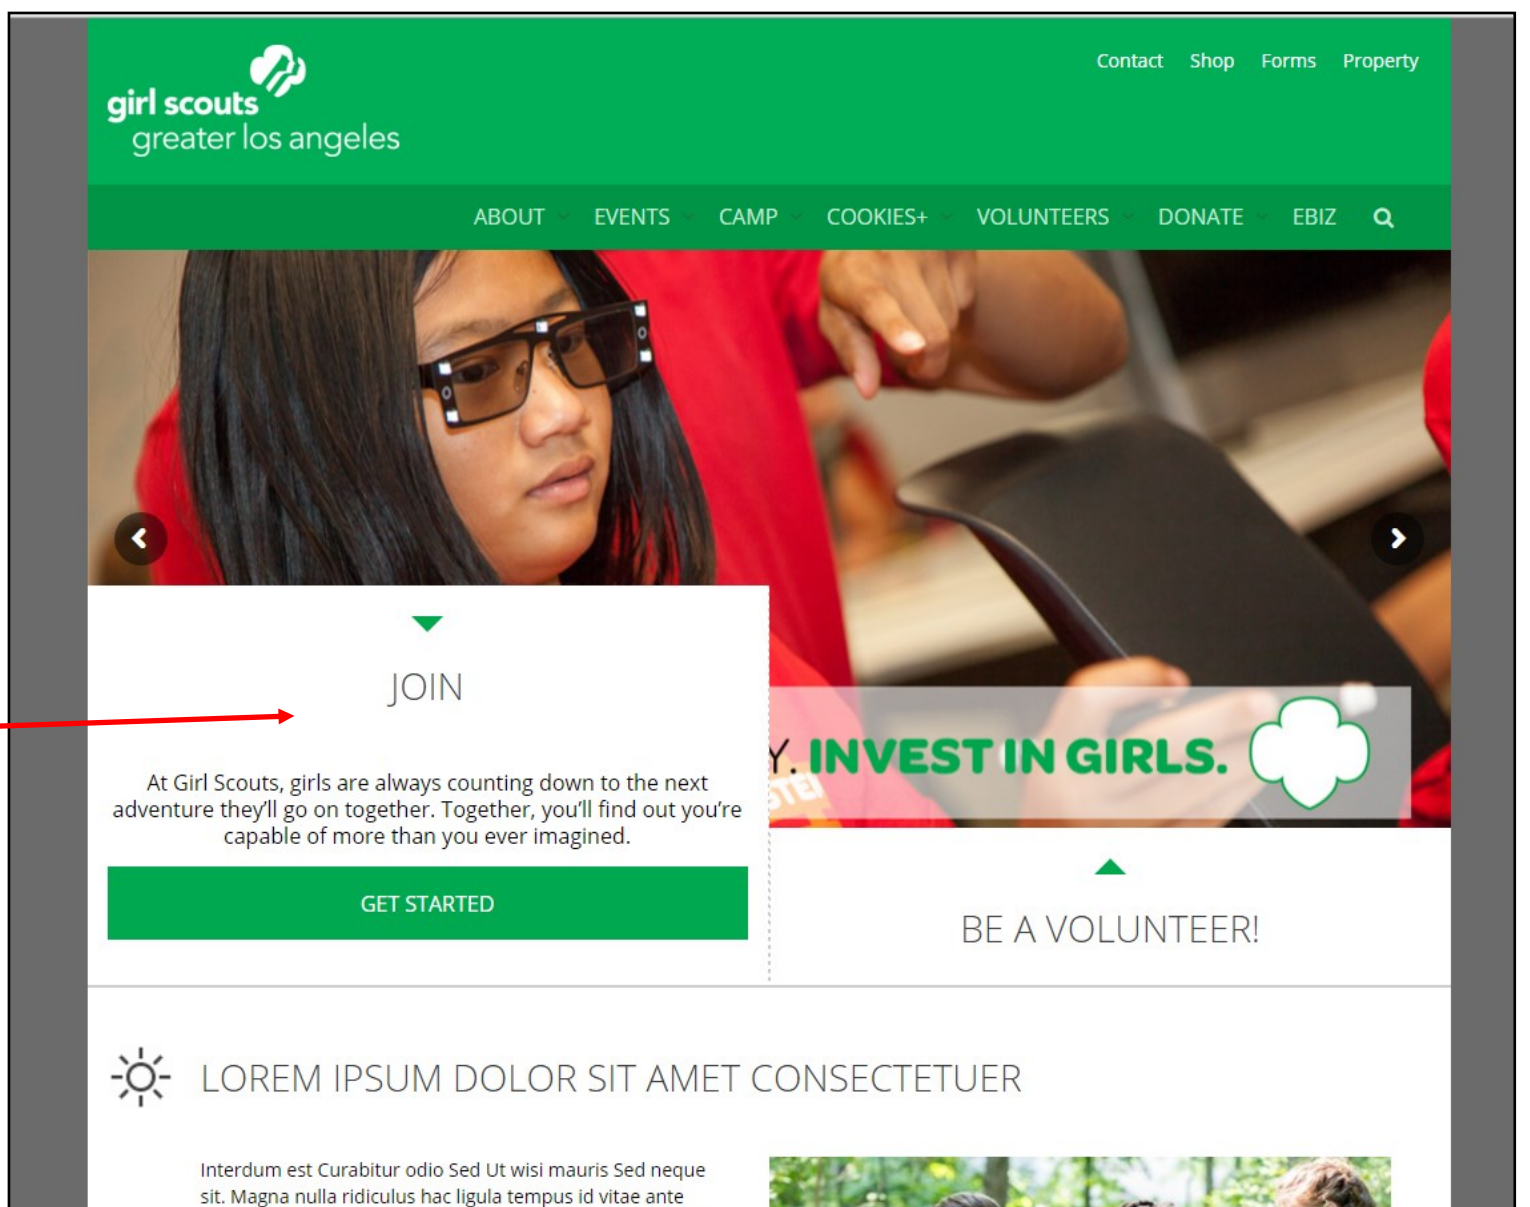 girl scouts
greater los angeles
Contact Shop Forms Property
ABOUT EVENTS CAMP COOKIES+ VOLUNTEERS DONATE EBIZ
JOIN
At Girl Scouts, girls are always counting down to the next
adventure they’ll go on together. Together, you’ll find out you’re
capable of more than you ever imagined.
GET STARTED
Y. INVEST IN GIRLS.
BE A VOLUNTEER!
LOREM IPSUM DOLOR SIT AMET CONSECTETUER
Interdum est Curabitur odio Sed Ut wisi mauris Sed neque
sit. Magna nulla ridiculus hac ligula tempus id vitae ante